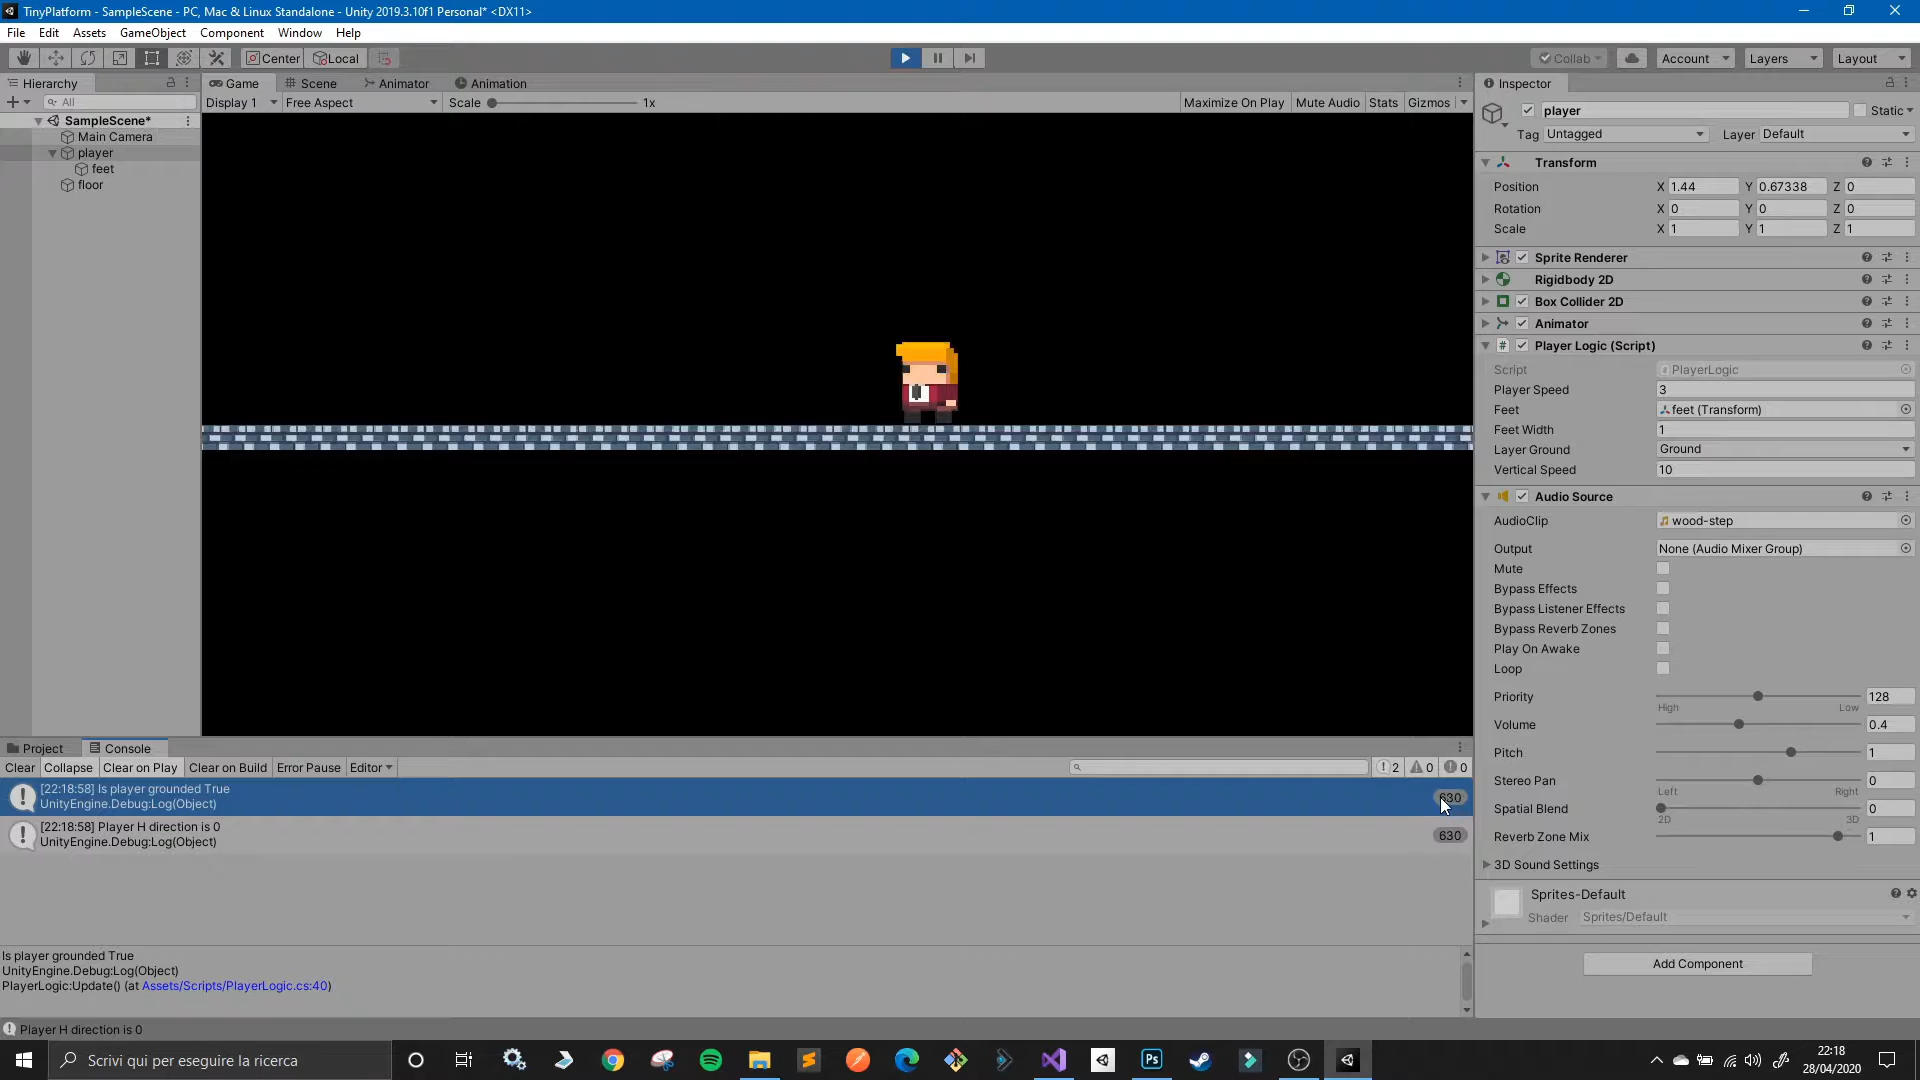 TinyPlatform - SampleScene - PC, Mac & Linux Standalone - Unity 2019.3.10f1 Personal* <DX11>
File Edit Assets GameObject Component Window Help
Center Local Collab Account Layers Layout
Hierarchy
All
SampleScene*
Main Camera
player
feet
floor
Game Scene Animator Animation
Display 1 Free Aspect Scale 1x Maximize On Play Mute Audio Stats Gizmos
Inspector
player Static
Tag Untagged Layer Default
Transform
Position X 1.44 Y 0.67338 Z 0
Rotation X 0 Y 0 Z 0
Scale X 1 Y 1 Z 1
Sprite Renderer
Rigidbody 2D
Box Collider 2D
Animator
# Player Logic (Script)
Script PlayerLogic
Player Speed 3
Feet feet (Transform)
Feet Width 1
Layer Ground Ground
Vertical Speed 10
Audio Source
AudioClip wood-step
Output None (Audio Mixer Group)
Mute
Bypass Effects
Bypass Listener Effects
Bypass Reverb Zones
Play On Awake
Loop
Priority 128
High Low
Volume 0.4
Pitch 1
Stereo Pan 0
Left Right
Spatial Blend 0
2D 3D
Reverb Zone Mix 1
3D Sound Settings
Sprites-Default
Shader Sprites/Default
Add Component
Project Console
Clear Collapse Clear on Play Clear on Build Error Pause Editor 2 0 0
[22:18:58] Is player grounded True
UnityEngine.Debug:Log(Object)
630
[22:18:58] Player H direction is 0
UnityEngine.Debug:Log(Object)
630
Is player grounded True
UnityEngine.Debug:Log(Object)
PlayerLogic:Update() (at Assets/Scripts/PlayerLogic.cs:40)
Player H direction is 0
Scrivi qui per eseguire la ricerca
Ps
22:18
28/04/2020